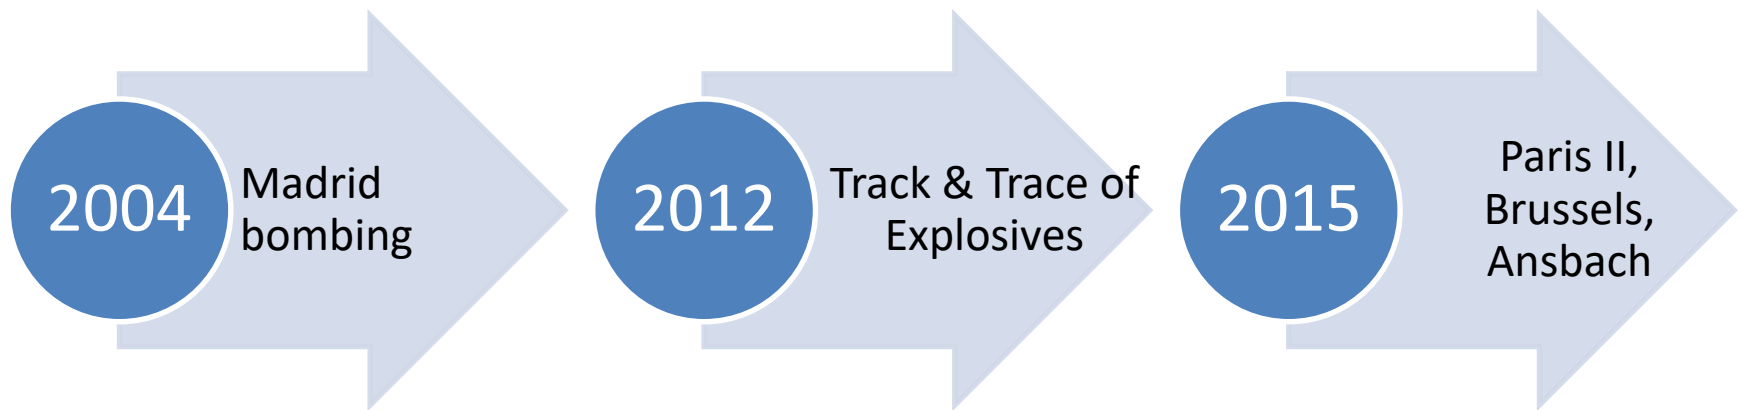 2004
Madrid
bombing
2012
Track & Trace of
Explosives
2015
Paris II,
Brussels,
Ansbach